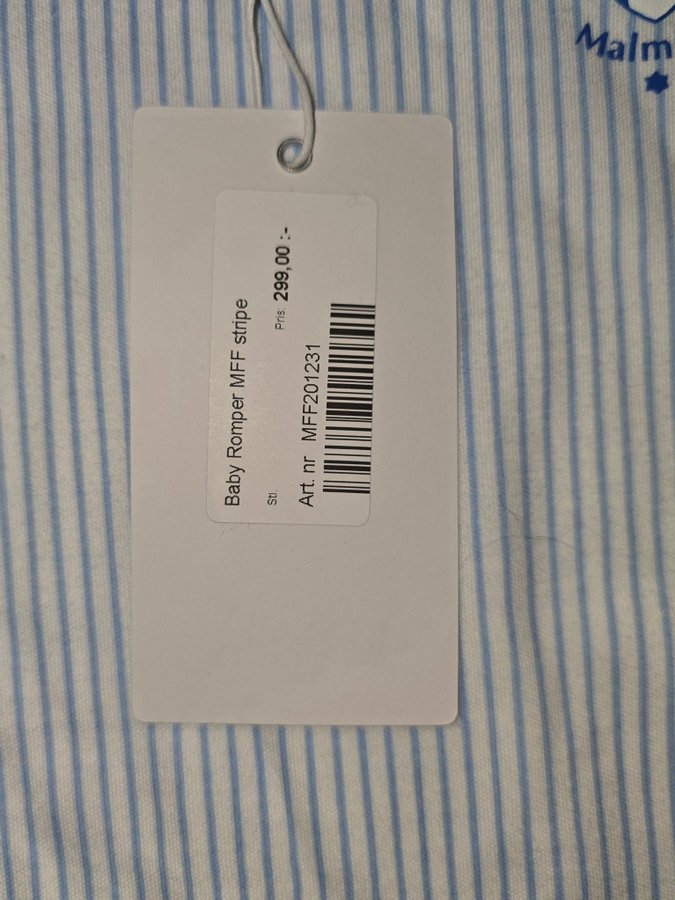 Malm
Baby Romper MFF stripe
Stl
Pris: 299,00 :-
Art. nr MFF201231